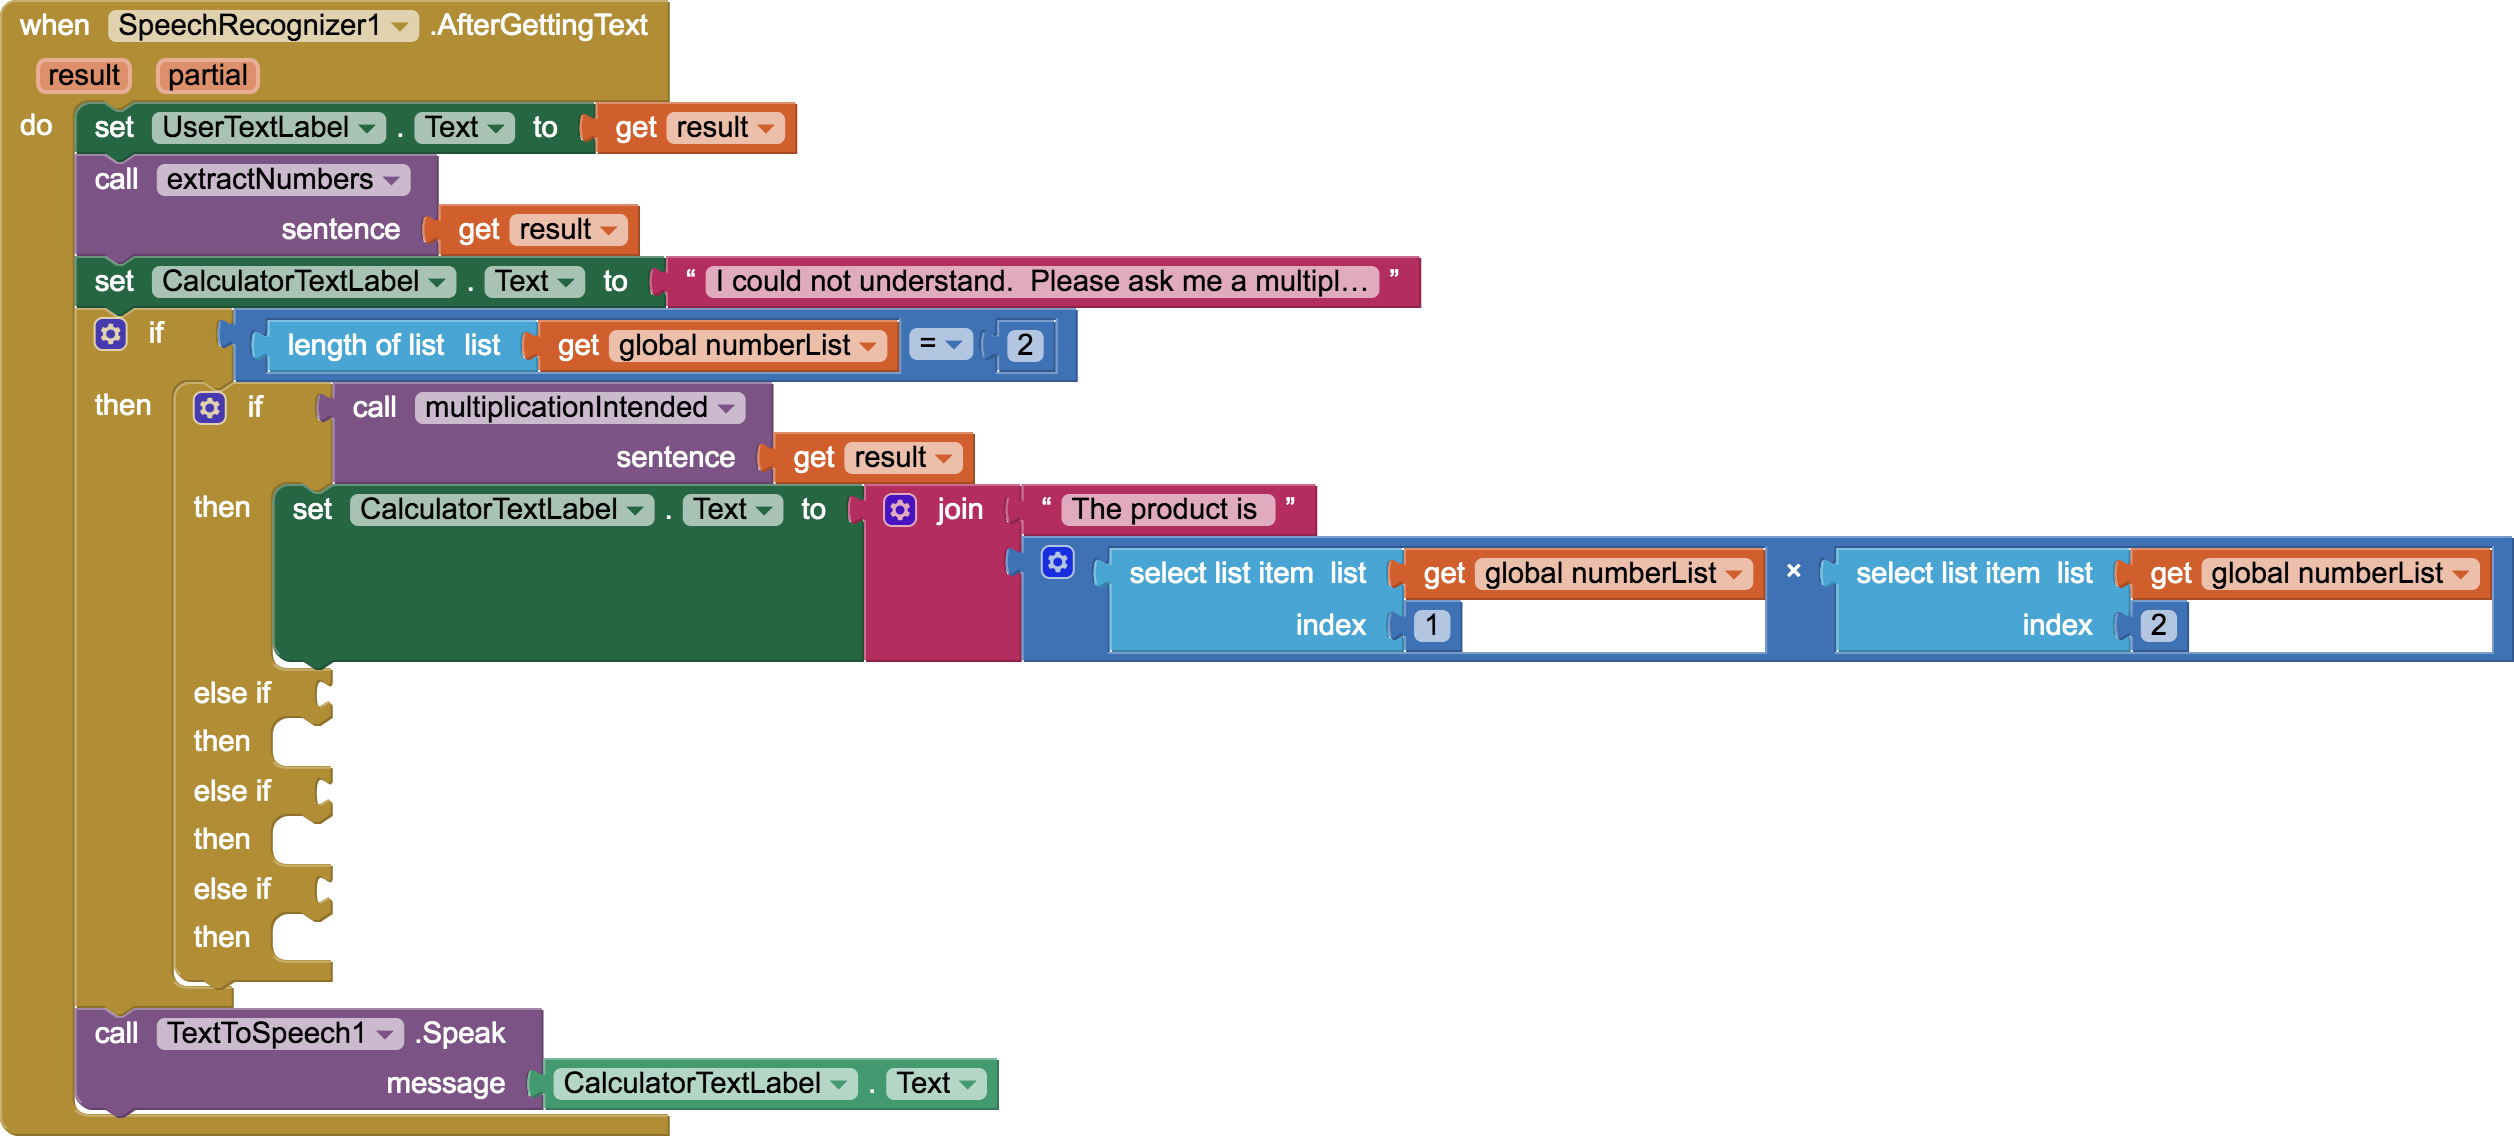 when SpeechRecognizer1 .AfterGettingText
result partial
do set UserTextLabel . Text to get result
call extractNumbers
sentence get result
set CalculatorTextLabel . Text to “ I could not understand.  Please ask me a multipl… ”
if length of list list get global numberList = 2
then if call multiplicationIntended
sentence get result
then set CalculatorTextLabel . Text to join “ The product is ”
select list item list get global numberList × select list item list get global numberList
index 1 index 2
else if
then
else if
then
else if
then
call TextToSpeech1 .Speak
message CalculatorTextLabel . Text